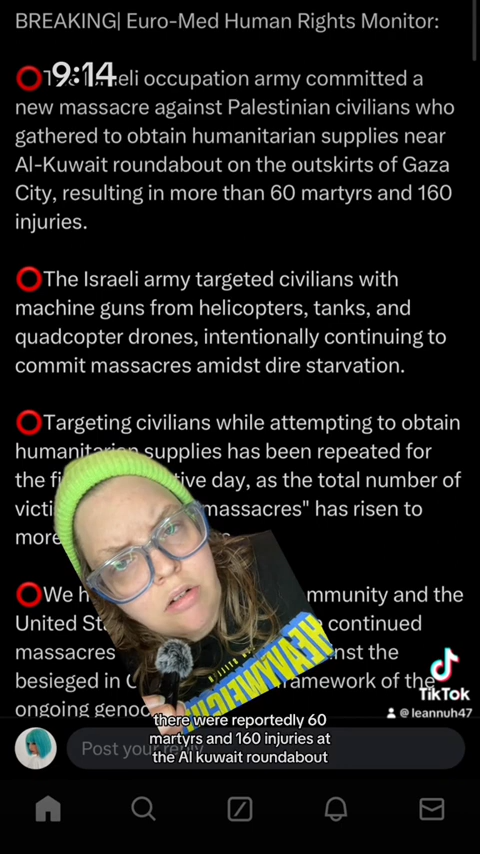 BREAKING| Euro-Med Human Rights Monitor:
9:14
eli occupation army committed a
new massacre against Palestinian civilians who
gathered to obtain humanitarian supplies near
Al-Kuwait roundabout on the outskirts of Gaza
City, resulting in more than 60 martyrs and 160
injuries.
The Israeli army targeted civilians with
machine guns from helicopters, tanks, and
quadcopter drones, intentionally continuing to
commit massacres amidst dire starvation.
Targeting civilians while attempting to obtain
humanitarian supplies has been repeated for
the fi tive day, as the total number of
victi massacres" has risen to
more
We h mmunity and the
United St continued
massacres inst the
besieged in ramework of the
ongoing genoc
TikTok
@leannuh47
Post your reply
there were reportedly 60
martyrs and 160 injuries at
the Al kuwait roundabout